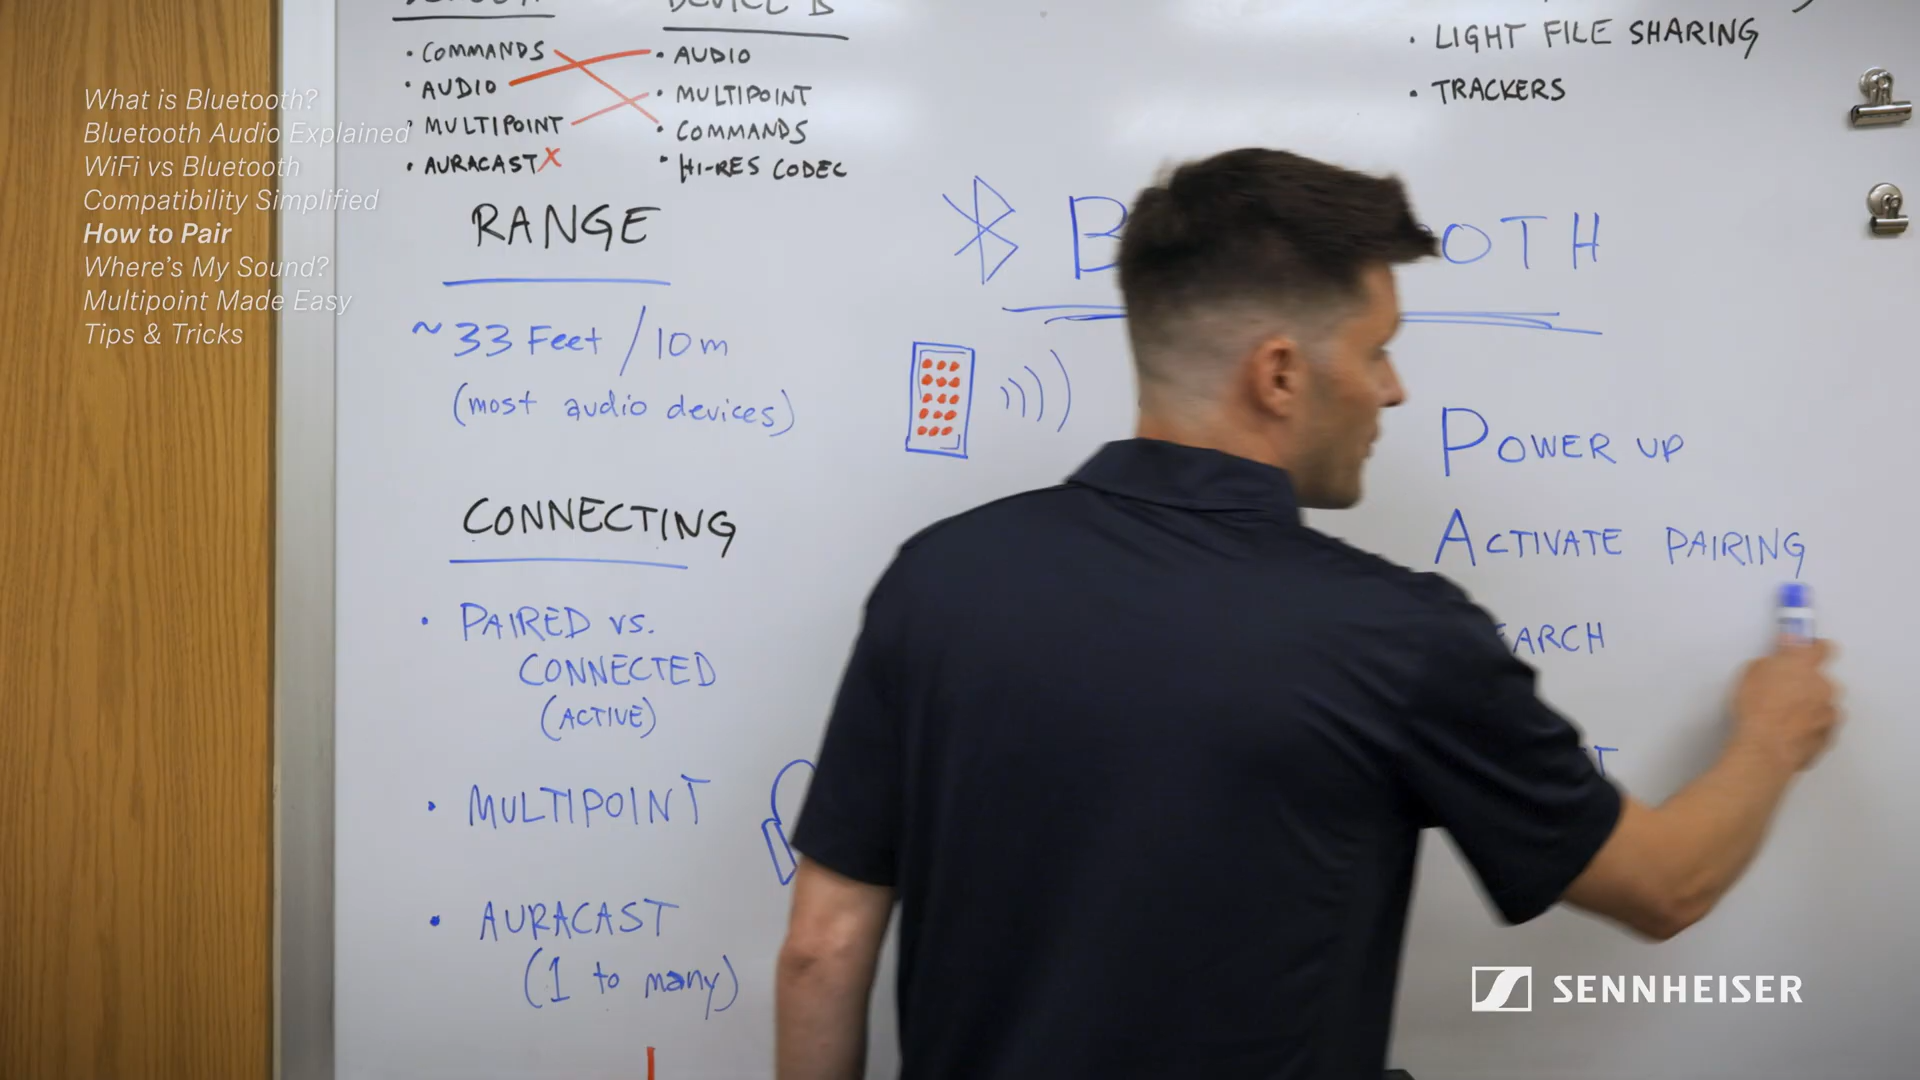 What is Bluetooth?
Bluetooth Audio Explained
WiFi vs Bluetooth
Compatibility Simplified
How to Pair
Where's My Sound?
Multipoint Made Easy
Tips & Tricks
DEVICE B
• COMMANDS
• AUDIO
• MULTIPOINT
• AURACAST X
• AUDIO
• MULTIPOINT
• COMMANDS
• HI-RES CODEC
RANGE
~33 Feet / 10m
(most audio devices)
CONNECTING
• PAIRED vs.
CONNECTED
(ACTIVE)
• MULTIPOINT
• AURACAST
(1 to many)
• LIGHT FILE SHARING
• TRACKERS
B OTH
POWER UP
ACTIVATE PAIRING
EARCH
T
SENNHEISER